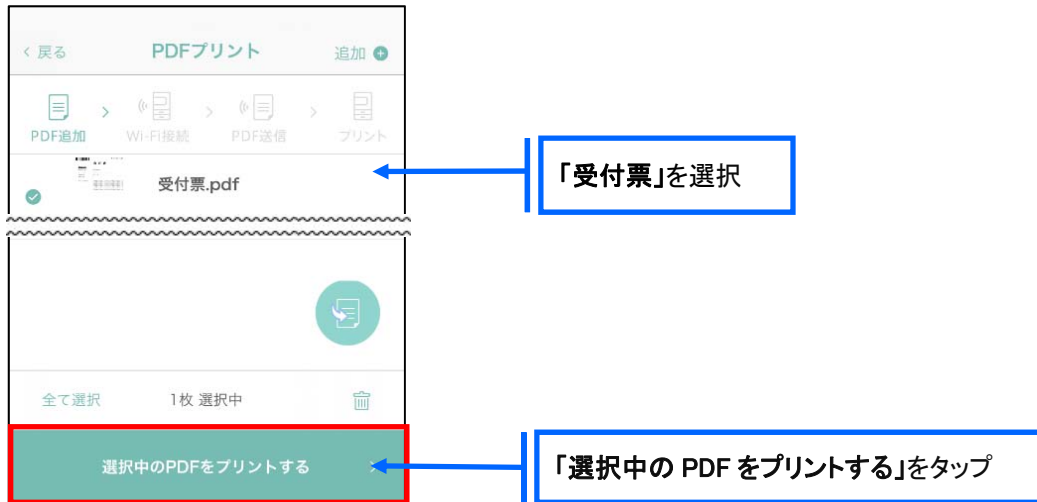 < 戻る PDFプリント 追加
PDF追加 Wi-Fi接続 PDF送信 プリント
受付票.pdf
「受付票」を選択
全て選択 1枚 選択中
選択中のPDFをプリントする >
「選択中の PDF をプリントする」をタップ